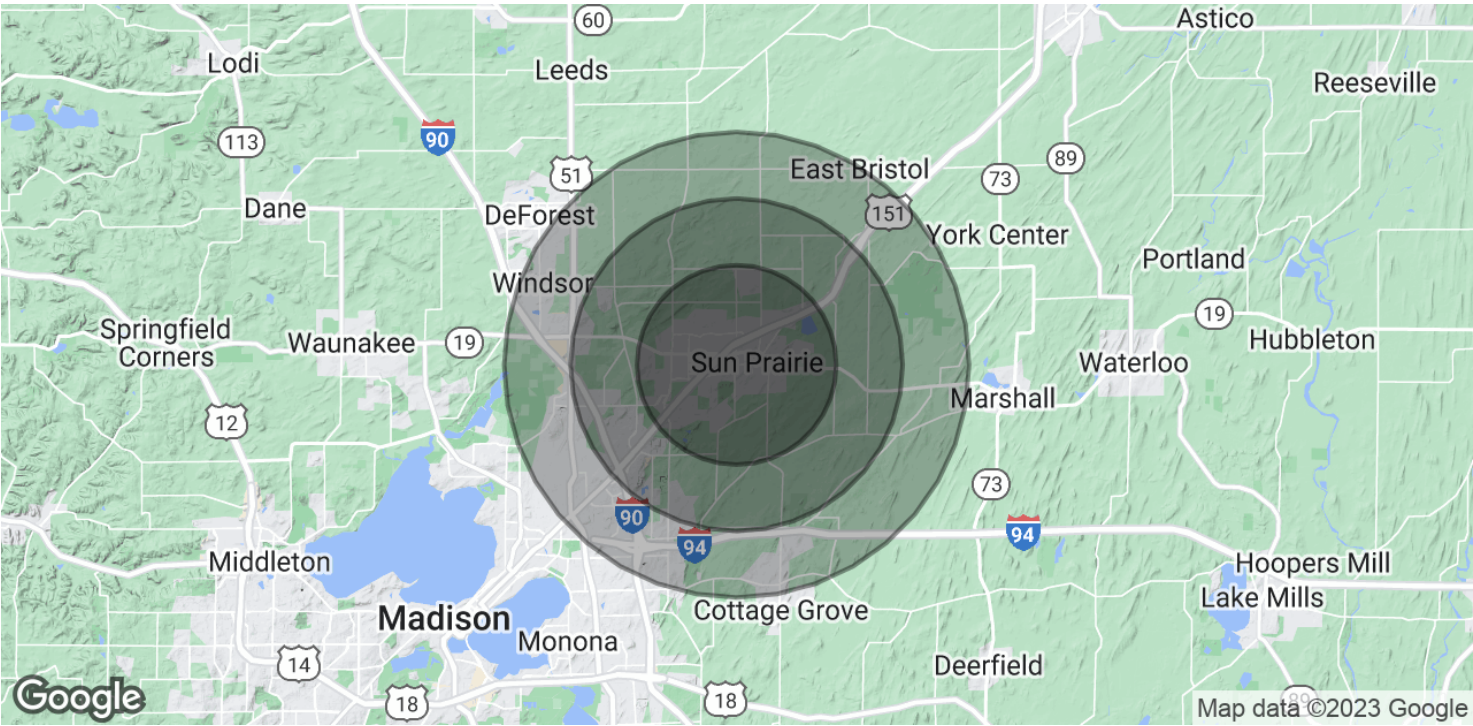 Astico
60
Lodi
Leeds
Reeseville
90
113
51
East Bristol
89
73
Dane
DeForest
151
York Center
Portland
Windsor
19
Springfield
Corners
Waunakee
19
Hubbleton
Sun Prairie
Waterloo
Marshall
12
73
90
94
94
Middleton
Hoopers Mill
Lake Mills
Madison
Cottage Grove
Monona
14
Deerfield
Google
18
18
89
Map data ©2023 Google